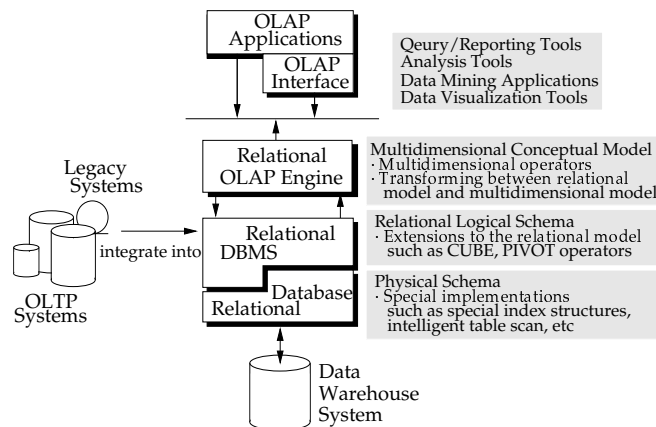 OLAP
Applications
OLAP
Interface
Qeury/Reporting Tools
Analysis Tools
Data Mining Applications
Data Visualization Tools
Relational
OLAP Engine
Multidimensional Conceptual Model
· Multidimensional operators
· Transforming between relational
model and multidimensional model
Legacy
Systems
integrate into
OLTP
Systems
Relational
DBMS
Relational Logical Schema
· Extensions to the relational model
such as CUBE, PIVOT operators
Database
Relational
Physical Schema
· Special implementations
such as special index structures,
intelligent table scan, etc
Data
Warehouse
System